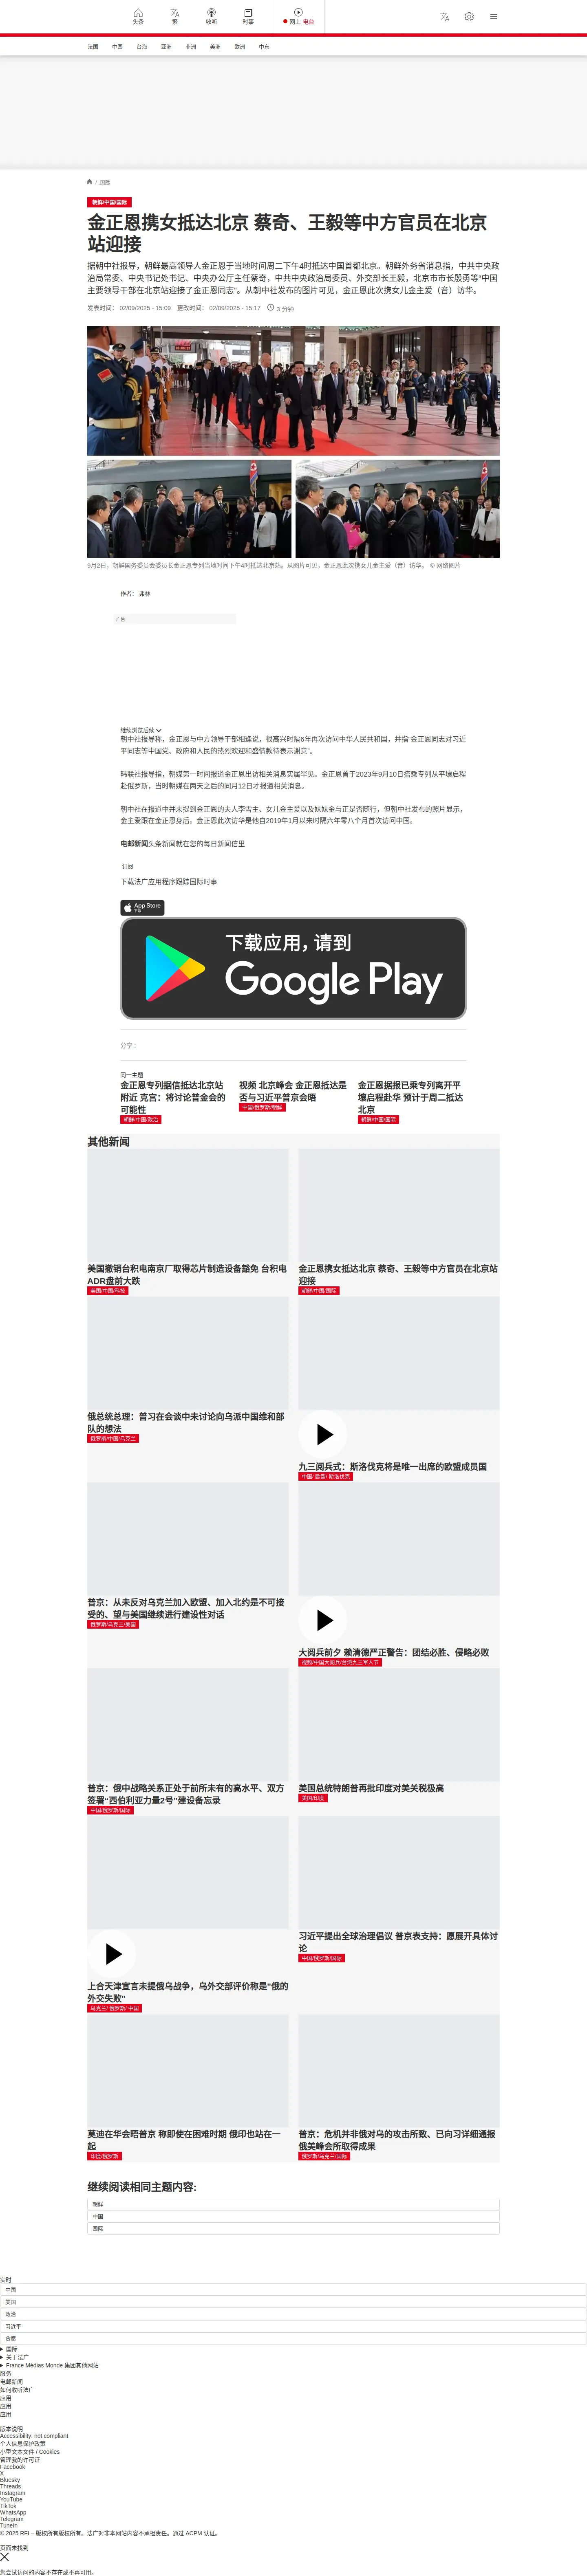 头条
繁
收听
时事
网上 电台
法国
中国
台海
亚洲
非洲
美洲
欧洲
中东
/ 国际
朝鲜/中国/国际
金正恩携女抵达北京 蔡奇、王毅等中方官员在北京
站迎接
据朝中社报导，朝鲜最高领导人金正恩于当地时间周二下午4时抵达中国首都北京。朝鲜外务省消息指，中共中央政
治局常委、中央书记处书记、中央办公厅主任蔡奇，中共中央政治局委员、外交部长王毅，北京市市长殷勇等“中国
主要领导干部在北京站迎接了金正恩同志”。从朝中社发布的图片可见，金正恩此次携女儿金主爱（音）访华。
发表时间： 02/09/2025 - 15:09
更改时间： 02/09/2025 - 15:17
3 分钟
9月2日，朝鲜国务委员会委员长金正恩专列当地时间下午4时抵达北京站。从图片可见，金正恩此次携女儿金主爱（音）访华。 © 网络图片
作者： 弗林
广告
继续浏览后续
朝中社报导称，金正恩与中方领导干部相逢说，很高兴时隔6年再次访问中华人民共和国，并指“金正恩同志对习近
平同志等中国党、政府和人民的热烈欢迎和盛情款待表示谢意”。
韩联社报导指，朝媒第一时间报道金正恩出访相关消息实属罕见。金正恩曾于2023年9月10日搭乘专列从平壤启程
赴俄罗斯，当时朝媒在两天之后的同月12日才报道相关消息。
朝中社在报道中并未提到金正恩的夫人李雪主、女儿金主爱以及妹妹金与正是否随行，但朝中社发布的照片显示，
金主爱跟在金正恩身后。金正恩此次访华是他自2019年1月以来时隔六年零八个月首次访问中国。
电邮新闻头条新闻就在您的每日新闻信里
订阅
下载法广应用程序跟踪国际时事
App Store
下载
下载应用，请到
Google Play
分享 :
同一主题
金正恩专列据信抵达北京站
附近 克宫：将讨论普金会的
可能性
朝鲜/中国/政治
视频 北京峰会 金正恩抵达是
否与习近平普京会晤
中国/俄罗斯/朝鲜
金正恩据报已乘专列离开平
壤启程赴华 预计于周二抵达
北京
朝鲜/中国/国际
其他新闻
美国撤销台积电南京厂取得芯片制造设备豁免 台积电
ADR盘前大跌
美国/中国/科技
金正恩携女抵达北京 蔡奇、王毅等中方官员在北京站
迎接
朝鲜/中国/国际
俄总统总理：普习在会谈中未讨论向乌派中国维和部
队的想法
俄罗斯/中国/乌克兰
九三阅兵式：斯洛伐克将是唯一出席的欧盟成员国
中国/ 欧盟/ 斯洛伐克
普京：从未反对乌克兰加入欧盟、加入北约是不可接
受的、望与美国继续进行建设性对话
俄罗斯/乌克兰/美国
大阅兵前夕 赖清德严正警告：团结必胜、侵略必败
视频/中国大阅兵/台湾九三军人节
普京：俄中战略关系正处于前所未有的高水平、双方
签署“西伯利亚力量2号”建设备忘录
中国/俄罗斯/国际
美国总统特朗普再批印度对美关税极高
美国/印度
上合天津宣言未提俄乌战争，乌外交部评价称是“俄的
外交失败“
乌克兰/ 俄罗斯/ 中国
习近平提出全球治理倡议 普京表支持：愿展开具体讨
论
中国/俄罗斯/国际
莫迪在华会晤普京 称即使在困难时期 俄印也站在一
起
印度/俄罗斯
普京：危机并非俄对乌的攻击所致、已向习详细通报
俄美峰会所取得成果
俄罗斯/乌克兰/国际
继续阅读相同主题内容:
朝鲜
中国
国际
实时
中国
美国
政治
习近平
贪腐
国际
关于法广
France Médias Monde 集团其他网站
服务
电邮新闻
如何收听法广
应用
应用
应用
版本说明
Accessibility: not compliant
个人信息保护政策
小型文本文件 / Cookies
管理我的许可证
Facebook
X
Bluesky
Threads
Instagram
YouTube
TikTok
WhatsApp
Telegram
TuneIn
© 2025 RFI – 版权所有版权所有。法广对非本网站内容不承担责任。通过 ACPM 认证。
页面未找到
您尝试访问的内容不存在或不再可用。